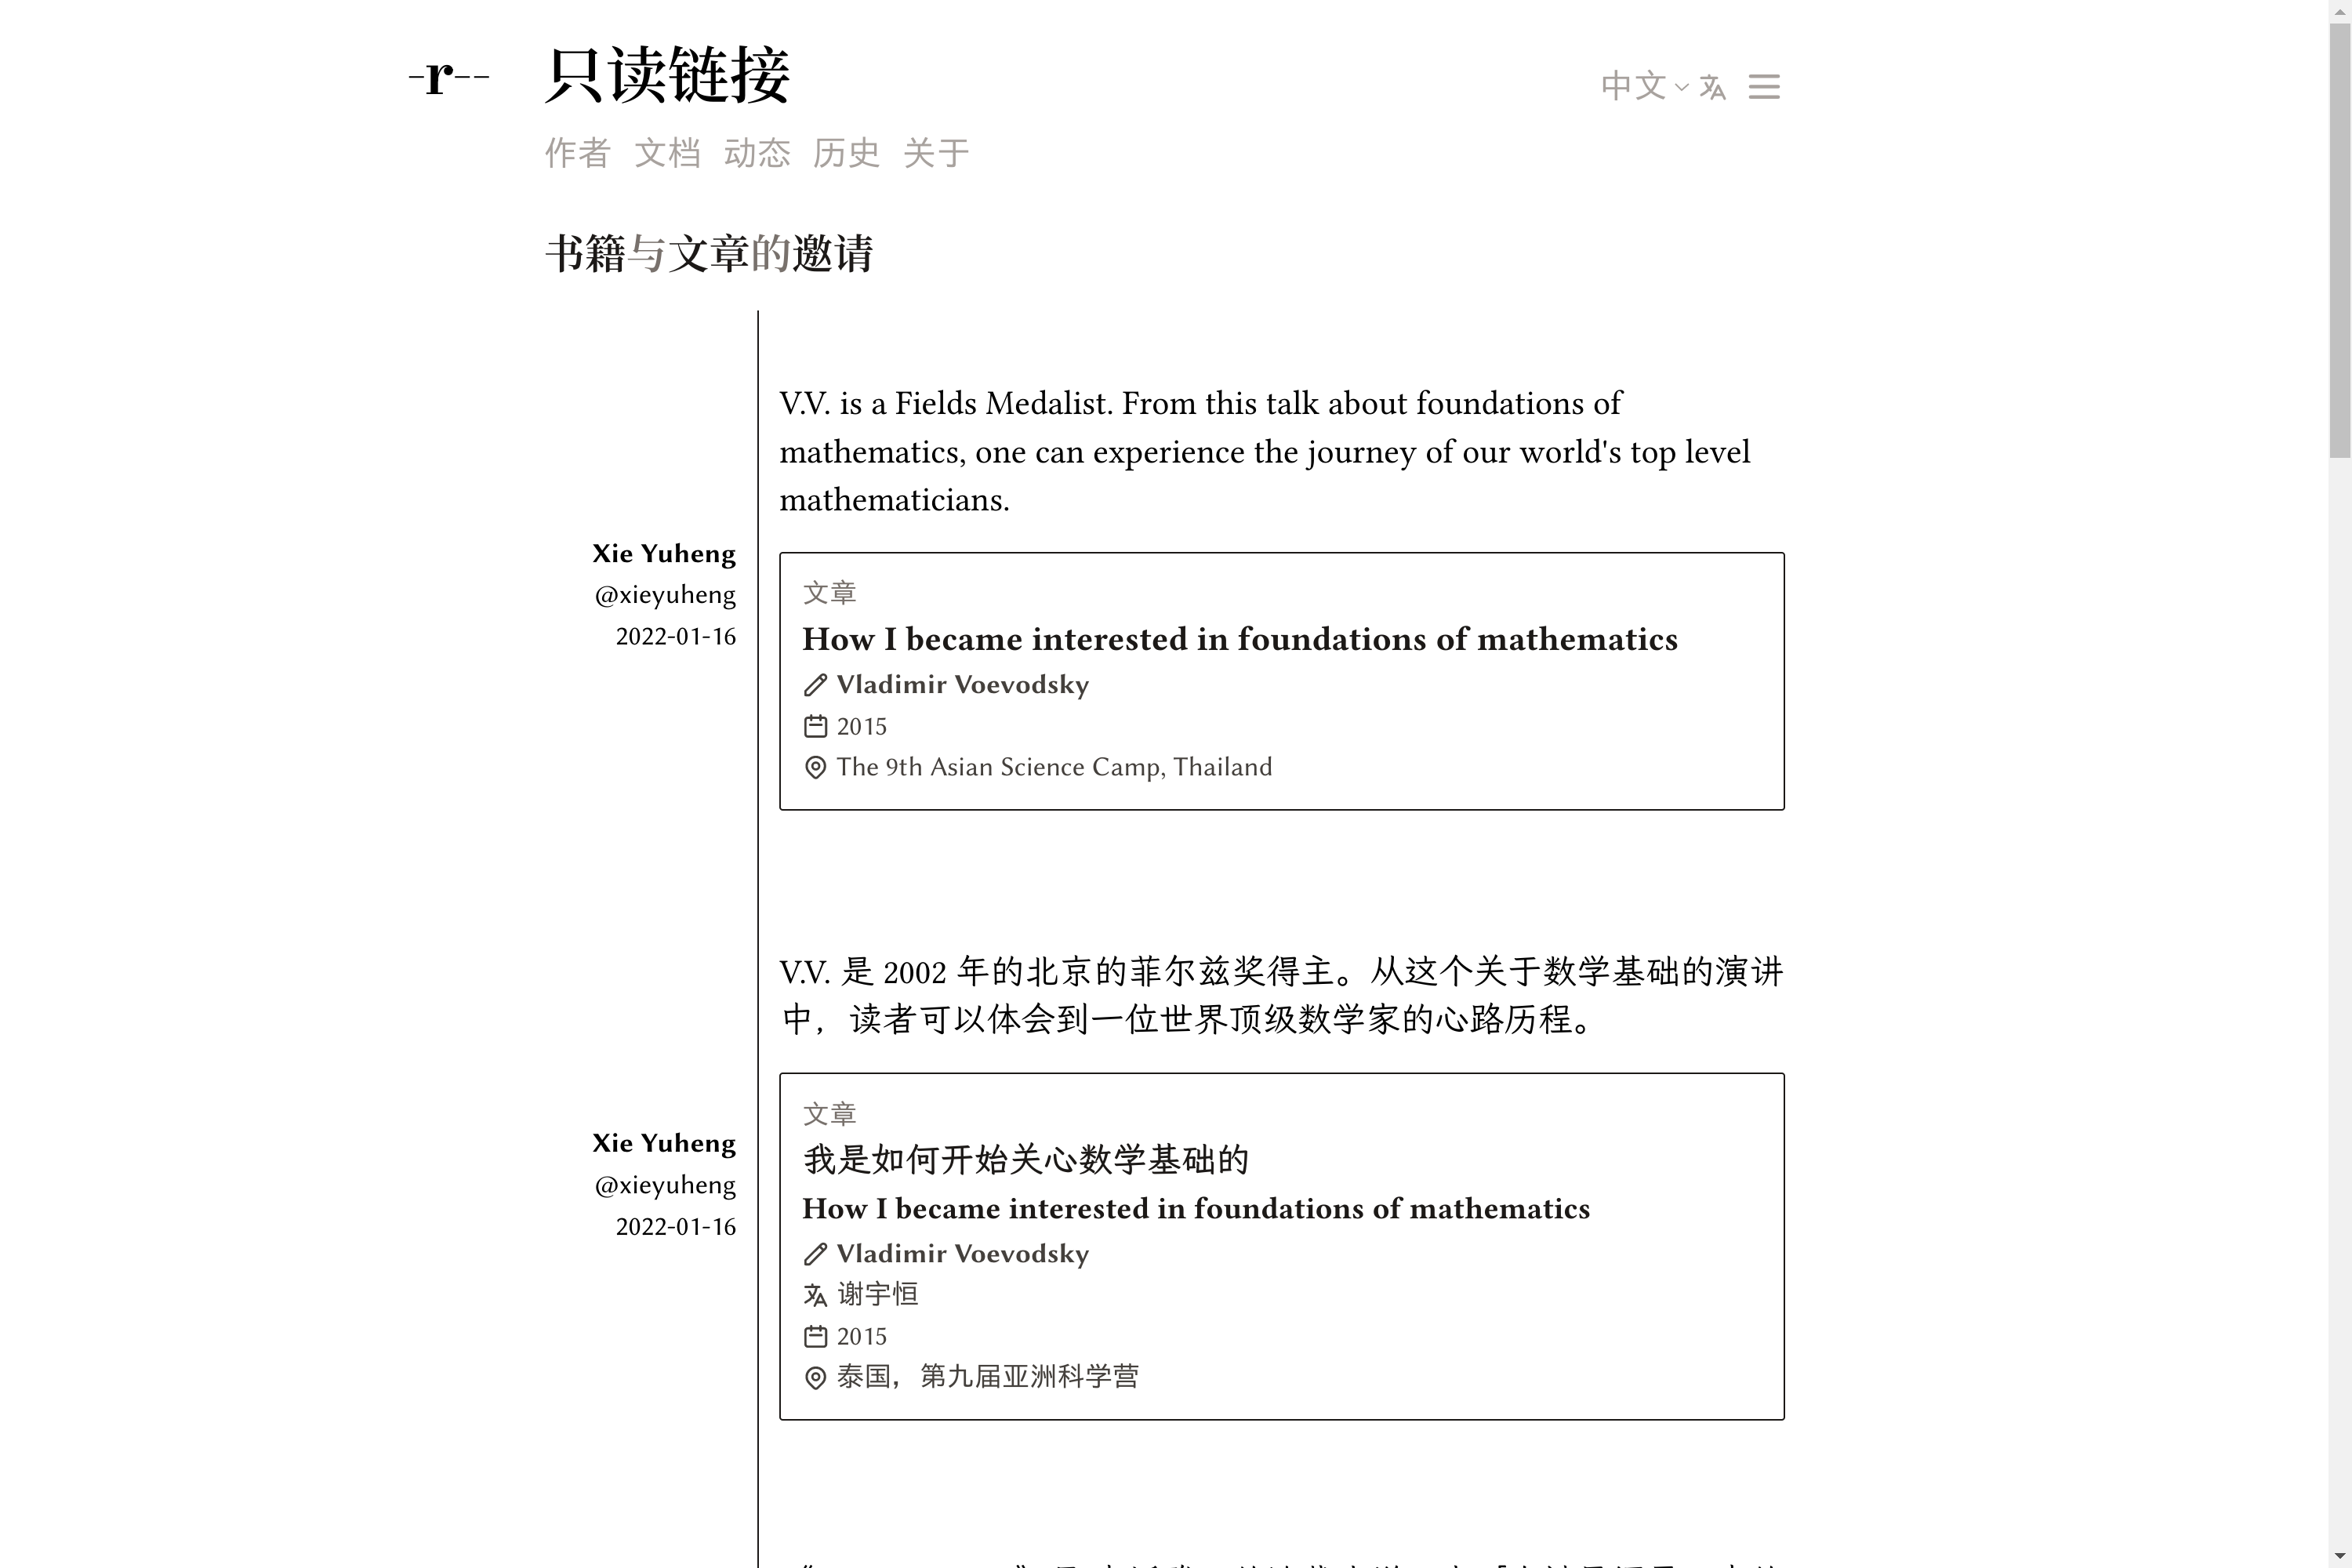 -r-- 只读链接
中文
作者 文档 动态 历史 关于
书籍与文章的邀请
V.V. is a Fields Medalist. From this talk about foundations of
mathematics, one can experience the journey of our world's top level
mathematicians.
Xie Yuheng
@xieyuheng
2022-01-16
文章
How I became interested in foundations of mathematics
Vladimir Voevodsky
2015
The 9th Asian Science Camp, Thailand
V.V. 是 2002 年的北京的菲尔兹奖得主。从这个关于数学基础的演讲
中，读者可以体会到一位世界顶级数学家的心路历程。
Xie Yuheng
@xieyuheng
2022-01-16
文章
我是如何开始关心数学基础的
How I became interested in foundations of mathematics
Vladimir Voevodsky
谢宇恒
2015
泰国，第九届亚洲科学营